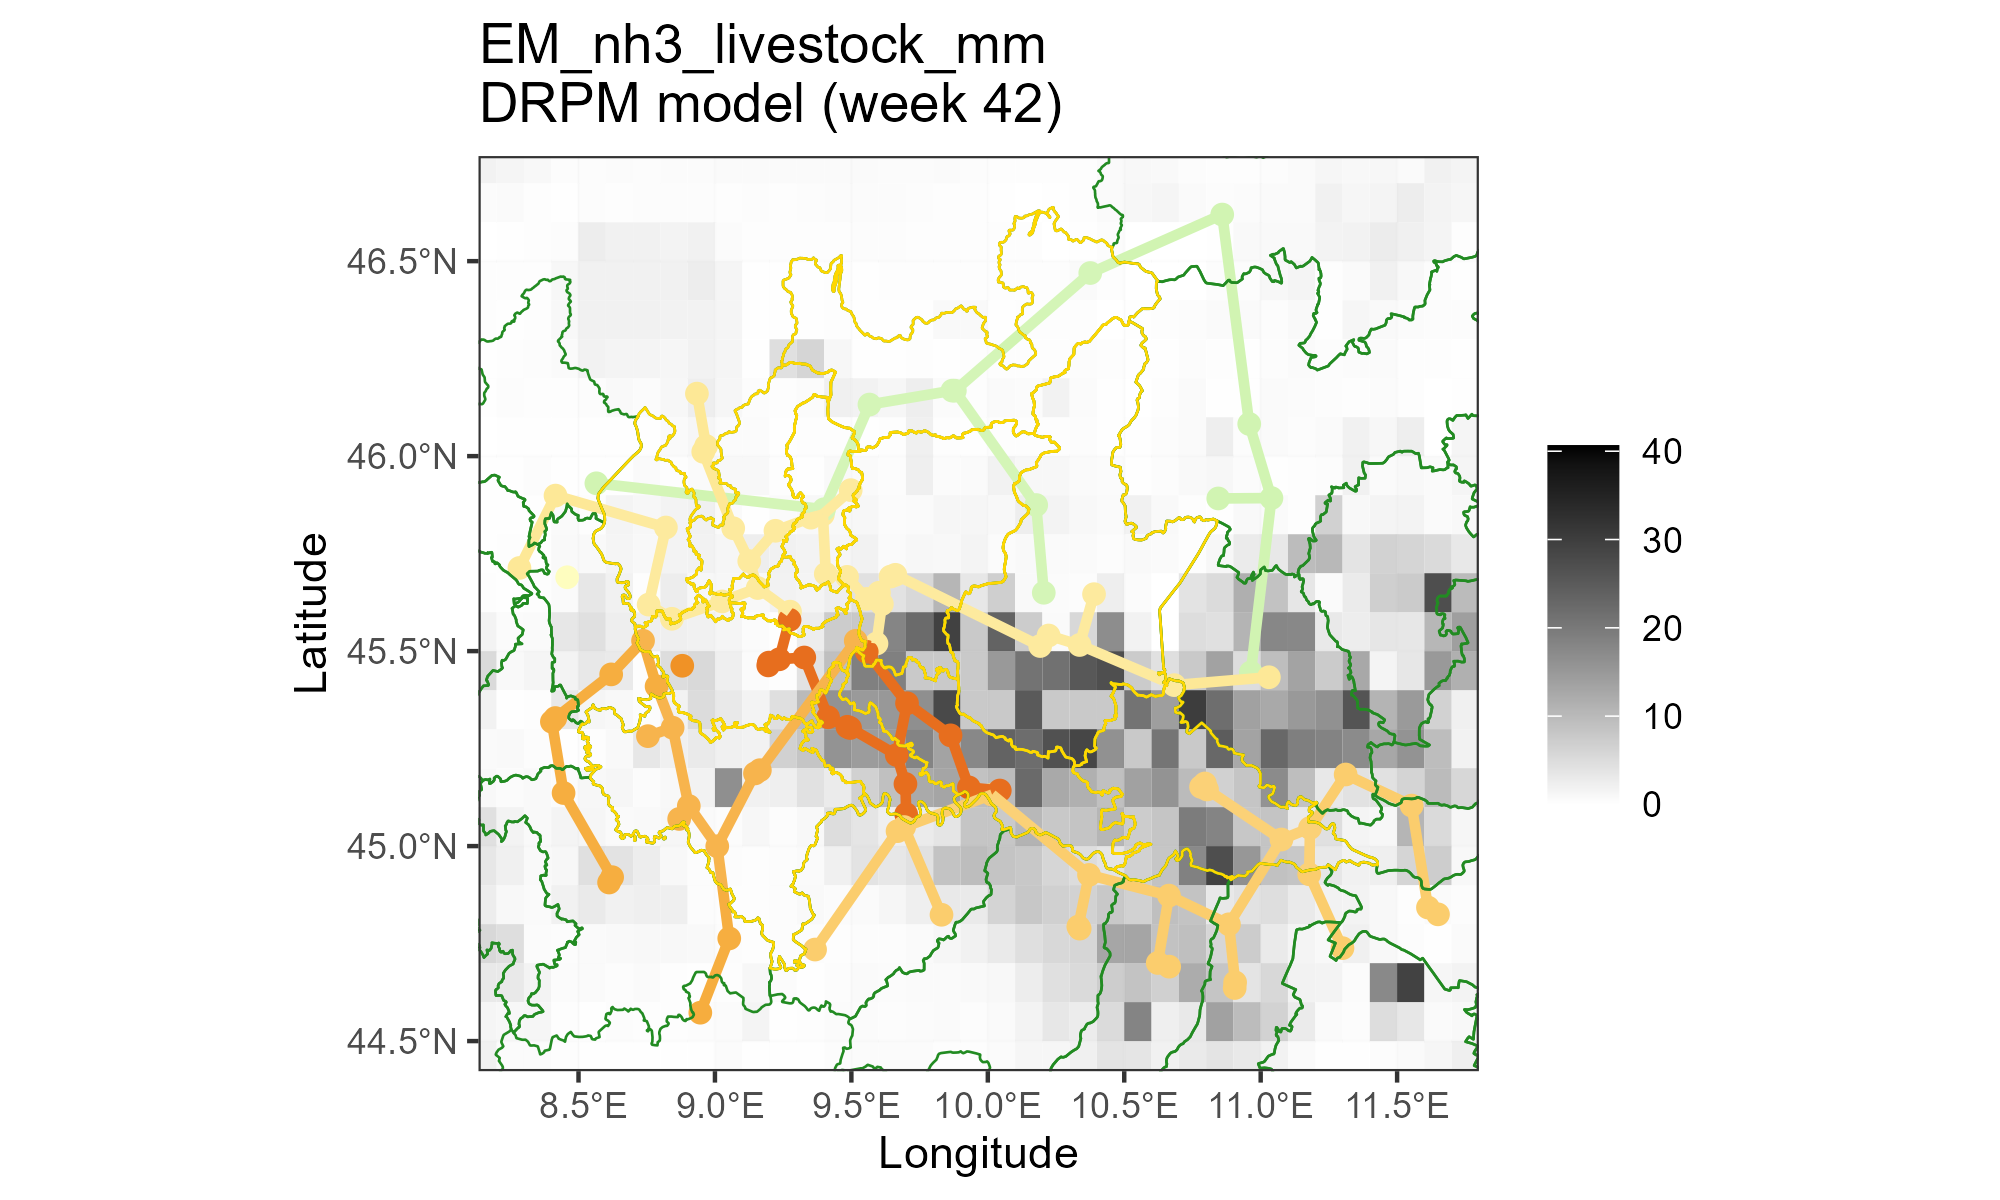 EM_nh3_livestock_mm
DRPM model (week 42)
46.5°N
46.0°N
45.5°N
45.0°N
44.5°N
Latitude
8.5°E 9.0°E 9.5°E 10.0°E 10.5°E 11.0°E 11.5°E
Longitude
40
30
20
10
0